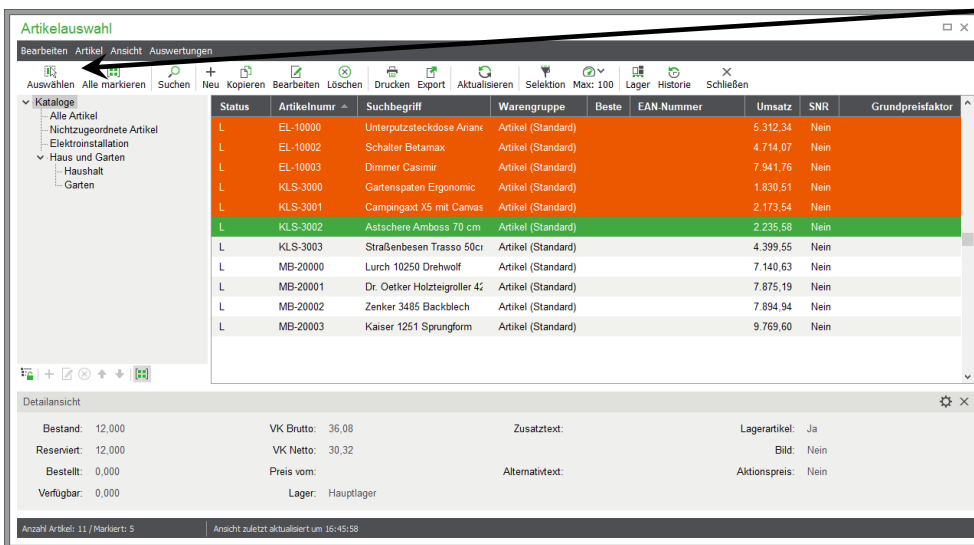 Artikelauswahl
Bearbeiten Artikel Ansicht Auswertungen
Auswählen Alle markieren Suchen Neu Kopieren Bearbeiten Löschen Drucken Export Aktualisieren Selektion Max: 100 Lager Historie Schließen
Kataloge
Alle Artikel
Nichtzugeordnete Artikel
Elektroinstallation
Haus und Garten
Haushalt
Garten
Status Artikelnumr Suchbegriff Warengruppe Beste EAN-Nummer Umsatz SNR Grundpreisfaktor
L EL-10000 Unterputzsteckdose Ariane Artikel (Standard) 5.312,34 Nein
L EL-10002 Schalter Betamax Artikel (Standard) 4.714,07 Nein
L EL-10003 Dimmer Casimir Artikel (Standard) 7.941,76 Nein
L KLS-3000 Gartenspaten Ergonomic Artikel (Standard) 1.830,51 Nein
L KLS-3001 Campingaxt X5 mit Canvas Artikel (Standard) 2.173,54 Nein
L KLS-3002 Astschere Amboss 70 cm Artikel (Standard) 2.235,58 Nein
L KLS-3003 Straßenbesen Trasso 50cı Artikel (Standard) 4.399,55 Nein
L MB-20000 Lurch 10250 Drehwolf Artikel (Standard) 7.140,63 Nein
L MB-20001 Dr. Oetker Holzteigroller 42 Artikel (Standard) 7.875,19 Nein
L MB-20002 Zenker 3485 Backblech Artikel (Standard) 7.894,94 Nein
L MB-20003 Kaiser 1251 Sprungform Artikel (Standard) 9.769,60 Nein
Detailansicht
Bestand: 12,000 VK Brutto: 36,08 Zusatztext: Lagerartikel: Ja
Reserviert: 12,000 VK Netto: 30,32 Bild: Nein
Bestellt: 0,000 Preis vom: Alternativtext: Aktionspreis: Nein
Verfügbar: 0,000 Lager: Hauptlager
Anzahl Artikel: 11 / Markiert: 5 Ansicht zuletzt aktualisiert um 16:45:58